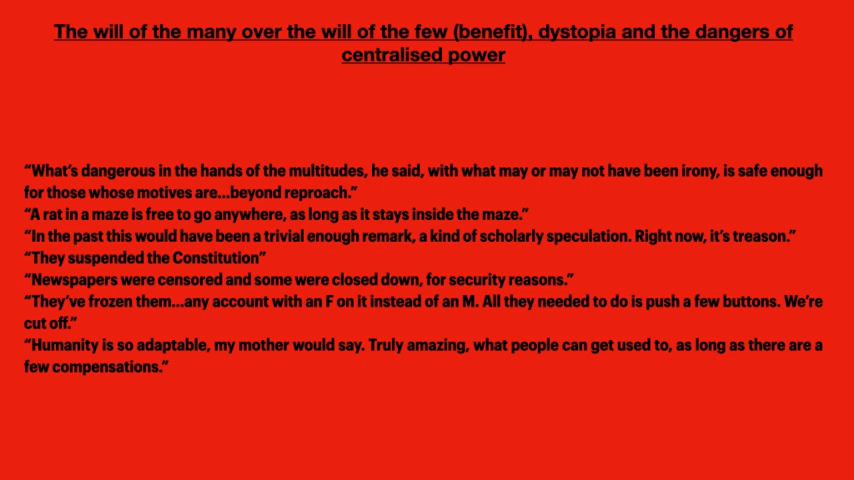 The will of the many over the will of the few (benefit), dystopia and the dangers of
centralised power
“What’s dangerous in the hands of the multitudes, he said, with what may or may not have been irony, is safe enough
for those whose motives are...beyond reproach.”
“A rat in a maze is free to go anywhere, as long as it stays inside the maze.”
“In the past this would have been a trivial enough remark, a kind of scholarly speculation. Right now, it’s treason.”
“They suspended the Constitution”
“Newspapers were censored and some were closed down, for security reasons.”
“They’ve frozen them...any account with an F on it instead of an M. All they needed to do is push a few buttons. We’re
cut off.”
“Humanity is so adaptable, my mother would say. Truly amazing, what people can get used to, as long as there are a
few compensations.”